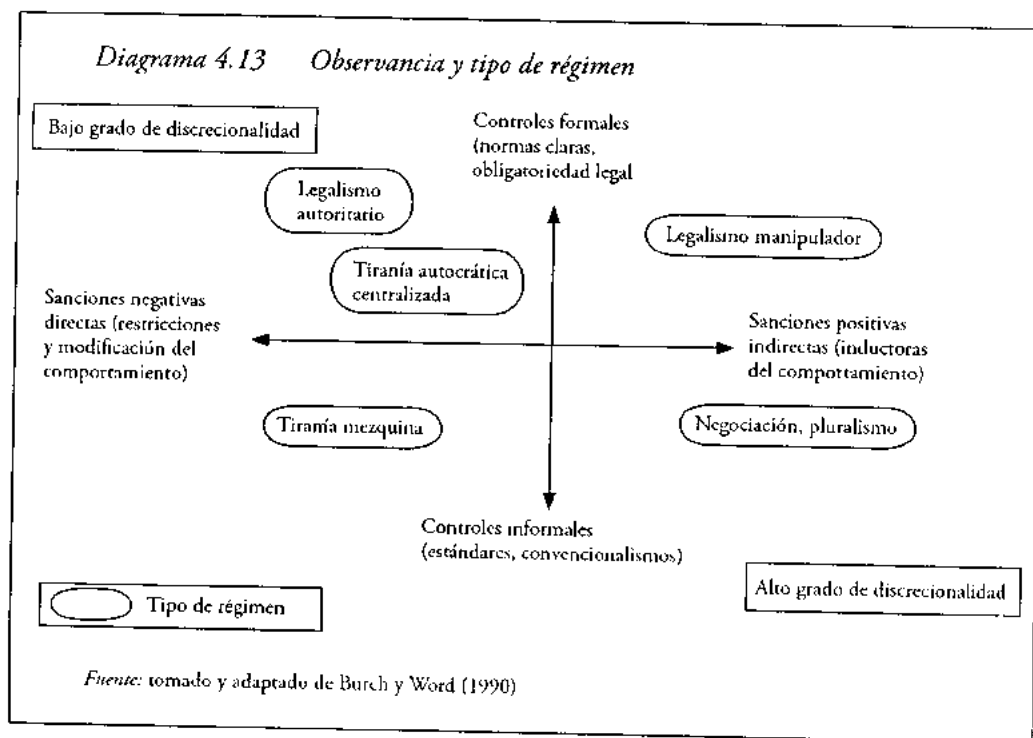 Diagrama 4.13 Observancia y tipo de régimen
Bajo grado de discrecionalidad
Controles formales
(normas claras,
obligatoriedad legal
Legalismo
autoritario
Legalismo manipulador
Tiranía autocrática
centralizada
Sanciones negativas
directas (restricciones
y modificación del
comportamiento)
Sanciones positivas
indirectas (inductoras
del comportamiento)
Tiranía mezquina
Negociación, pluralismo
Controles informales
(estándares, convencionalismos)
Alto grado de discrecionalidad
Tipo de régimen
Fuente: tomado y adaptado de Burch y Word (1990)